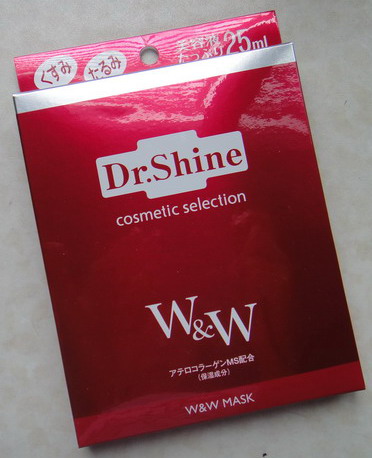 くすみ
たるみ
美容液
たっぷり25ml
Dr.Shine
cosmetic selection
W&W
アテロコラーゲンMS配合
(保湿成分)
W&W MASK